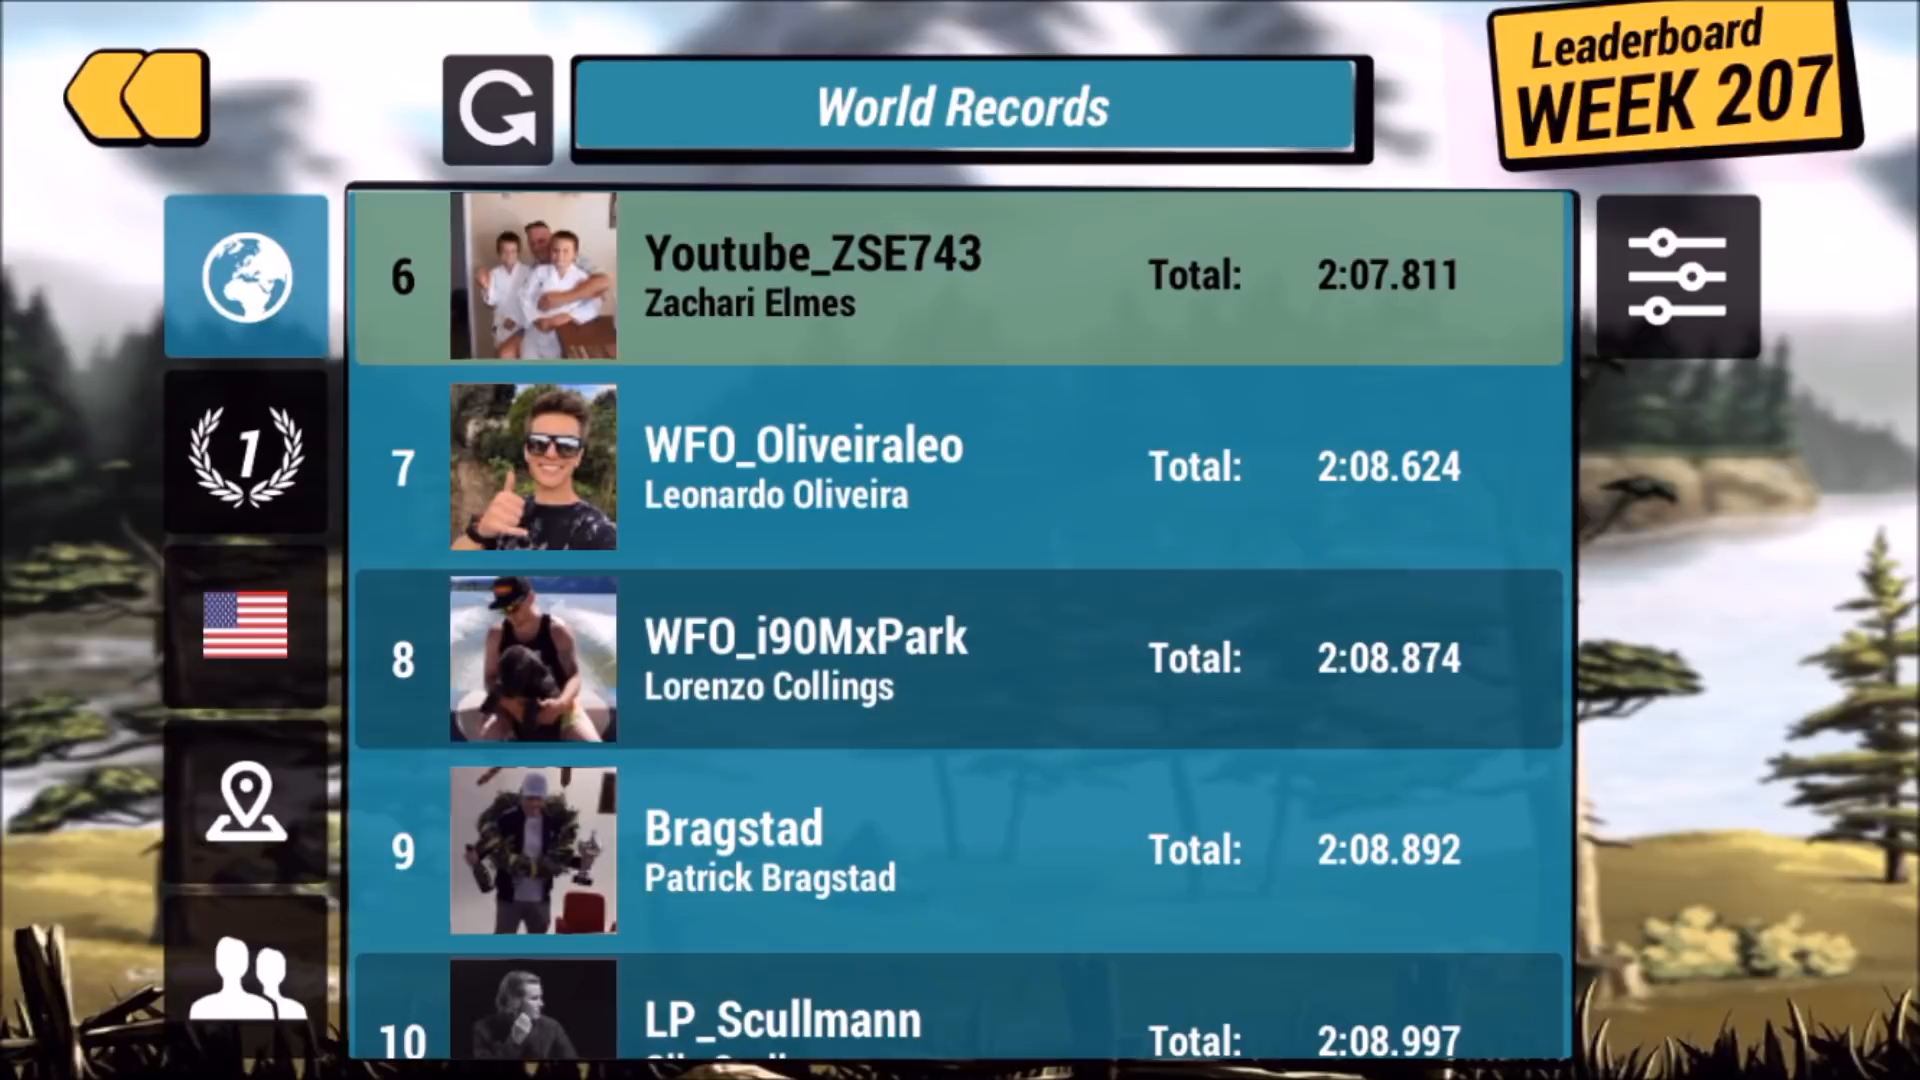 Leaderboard
WEEK 207
World Records
6
Youtube_ZSE743
Zachari Elmes
Total: 2:07.811
1
7
WFO_Oliveiraleo
Leonardo Oliveira
Total: 2:08.624
8
WFO_i90MxPark
Lorenzo Collings
Total: 2:08.874
9
Bragstad
Patrick Bragstad
Total: 2:08.892
10
LP_Scullmann
Total: 2:08.997